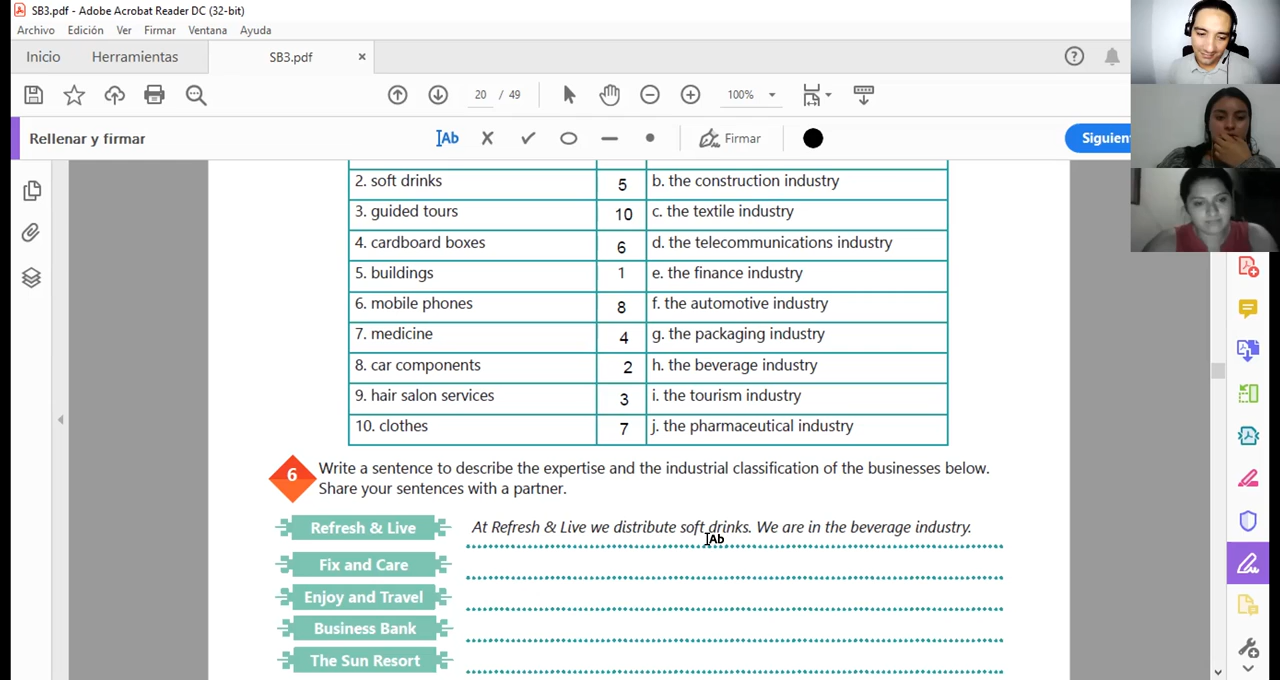 SB3.pdf - Adobe Acrobat Reader DC (32-bit)
Archivo Edición Ver Firmar Ventana Ayuda
Inicio Herramientas SB3.pdf ×
20 / 49 100%
Rellenar y firmar Ab Firmar Siguien
2. soft drinks 5 b. the construction industry
3. guided tours 10 c. the textile industry
4. cardboard boxes 6 d. the telecommunications industry
5. buildings 1 e. the finance industry
6. mobile phones 8 f. the automotive industry
7. medicine 4 g. the packaging industry
8. car components 2 h. the beverage industry
9. hair salon services 3 i. the tourism industry
10. clothes 7 j. the pharmaceutical industry
6 Write a sentence to describe the expertise and the industrial classification of the businesses below.
Share your sentences with a partner.
Refresh & Live At Refresh & Live we distribute soft drinks. We are in the beverage industry.
Ab
Fix and Care
Enjoy and Travel
Business Bank
The Sun Resort